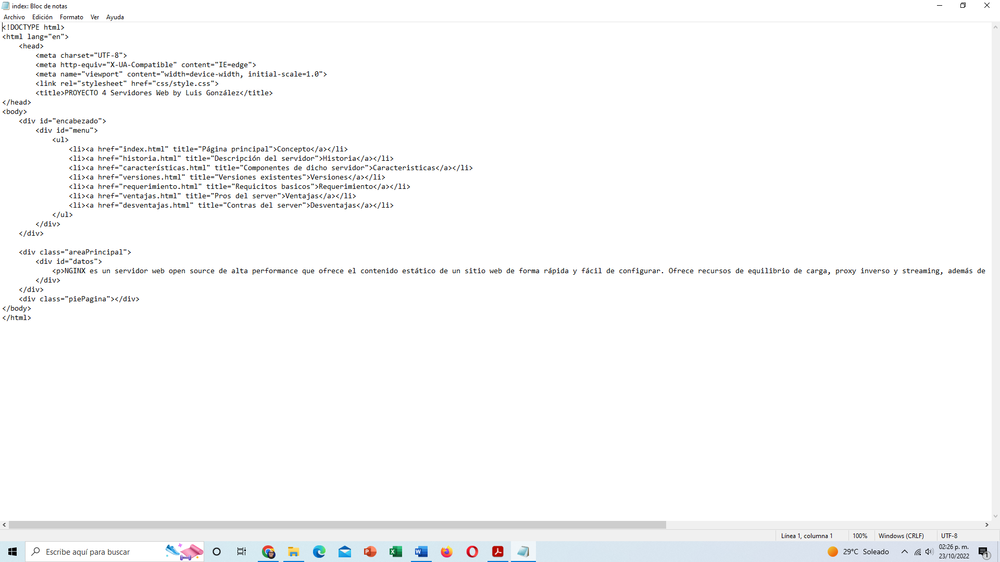 index: Bloc de notas
Archivo Edición Formato Ver Ayuda
<!DOCTYPE html>
<html lang="en">
    <head>
        <meta charset="UTF-8">
        <meta http-equiv="X-UA-Compatible" content="IE=edge">
        <meta name="viewport" content="width=device-width, initial-scale=1.0">
        <link rel="stylesheet" href="css/style.css">
        <title>PROYECTO 4 Servidores Web by Luis González</title>
</head>
<body>
    <div id="encabezado">
        <div id="menu">
            <ul>
                <li><a href="index.html" title="Página principal">Concepto</a></li>
                <li><a href="historia.html" title="Descripción del servidor">Historia</a></li>
                <li><a href="características.html" title="Componentes de dicho servidor">Caracteristicas</a></li>
                <li><a href="versiones.html" title="Versiones existentes">Versiones</a></li>
                <li><a href="requerimiento.html" title="Requicitos basicos">Requerimiento</a></li>
                <li><a href="ventajas.html" title="Pros del server">Ventajas</a></li>
                <li><a href="desventajas.html" title="Contras del server">Desventajas</a></li>
            </ul>
        </div>
    </div>

    <div class="areaPrincipal">
        <div id="datos">
            <p>NGINX es un servidor web open source de alta performance que ofrece el contenido estático de un sitio web de forma rápida y fácil de configurar. Ofrece recursos de equilibrio de carga, proxy inverso y streaming, además de
        </div>
    </div>
    <div class="piePagina"></div>
</body>
</html>
Línea 1, columna 1 100% Windows (CRLF) UTF-8
Escribe aquí para buscar
29°C Soleado
02:26 p. m.
23/10/2022
1